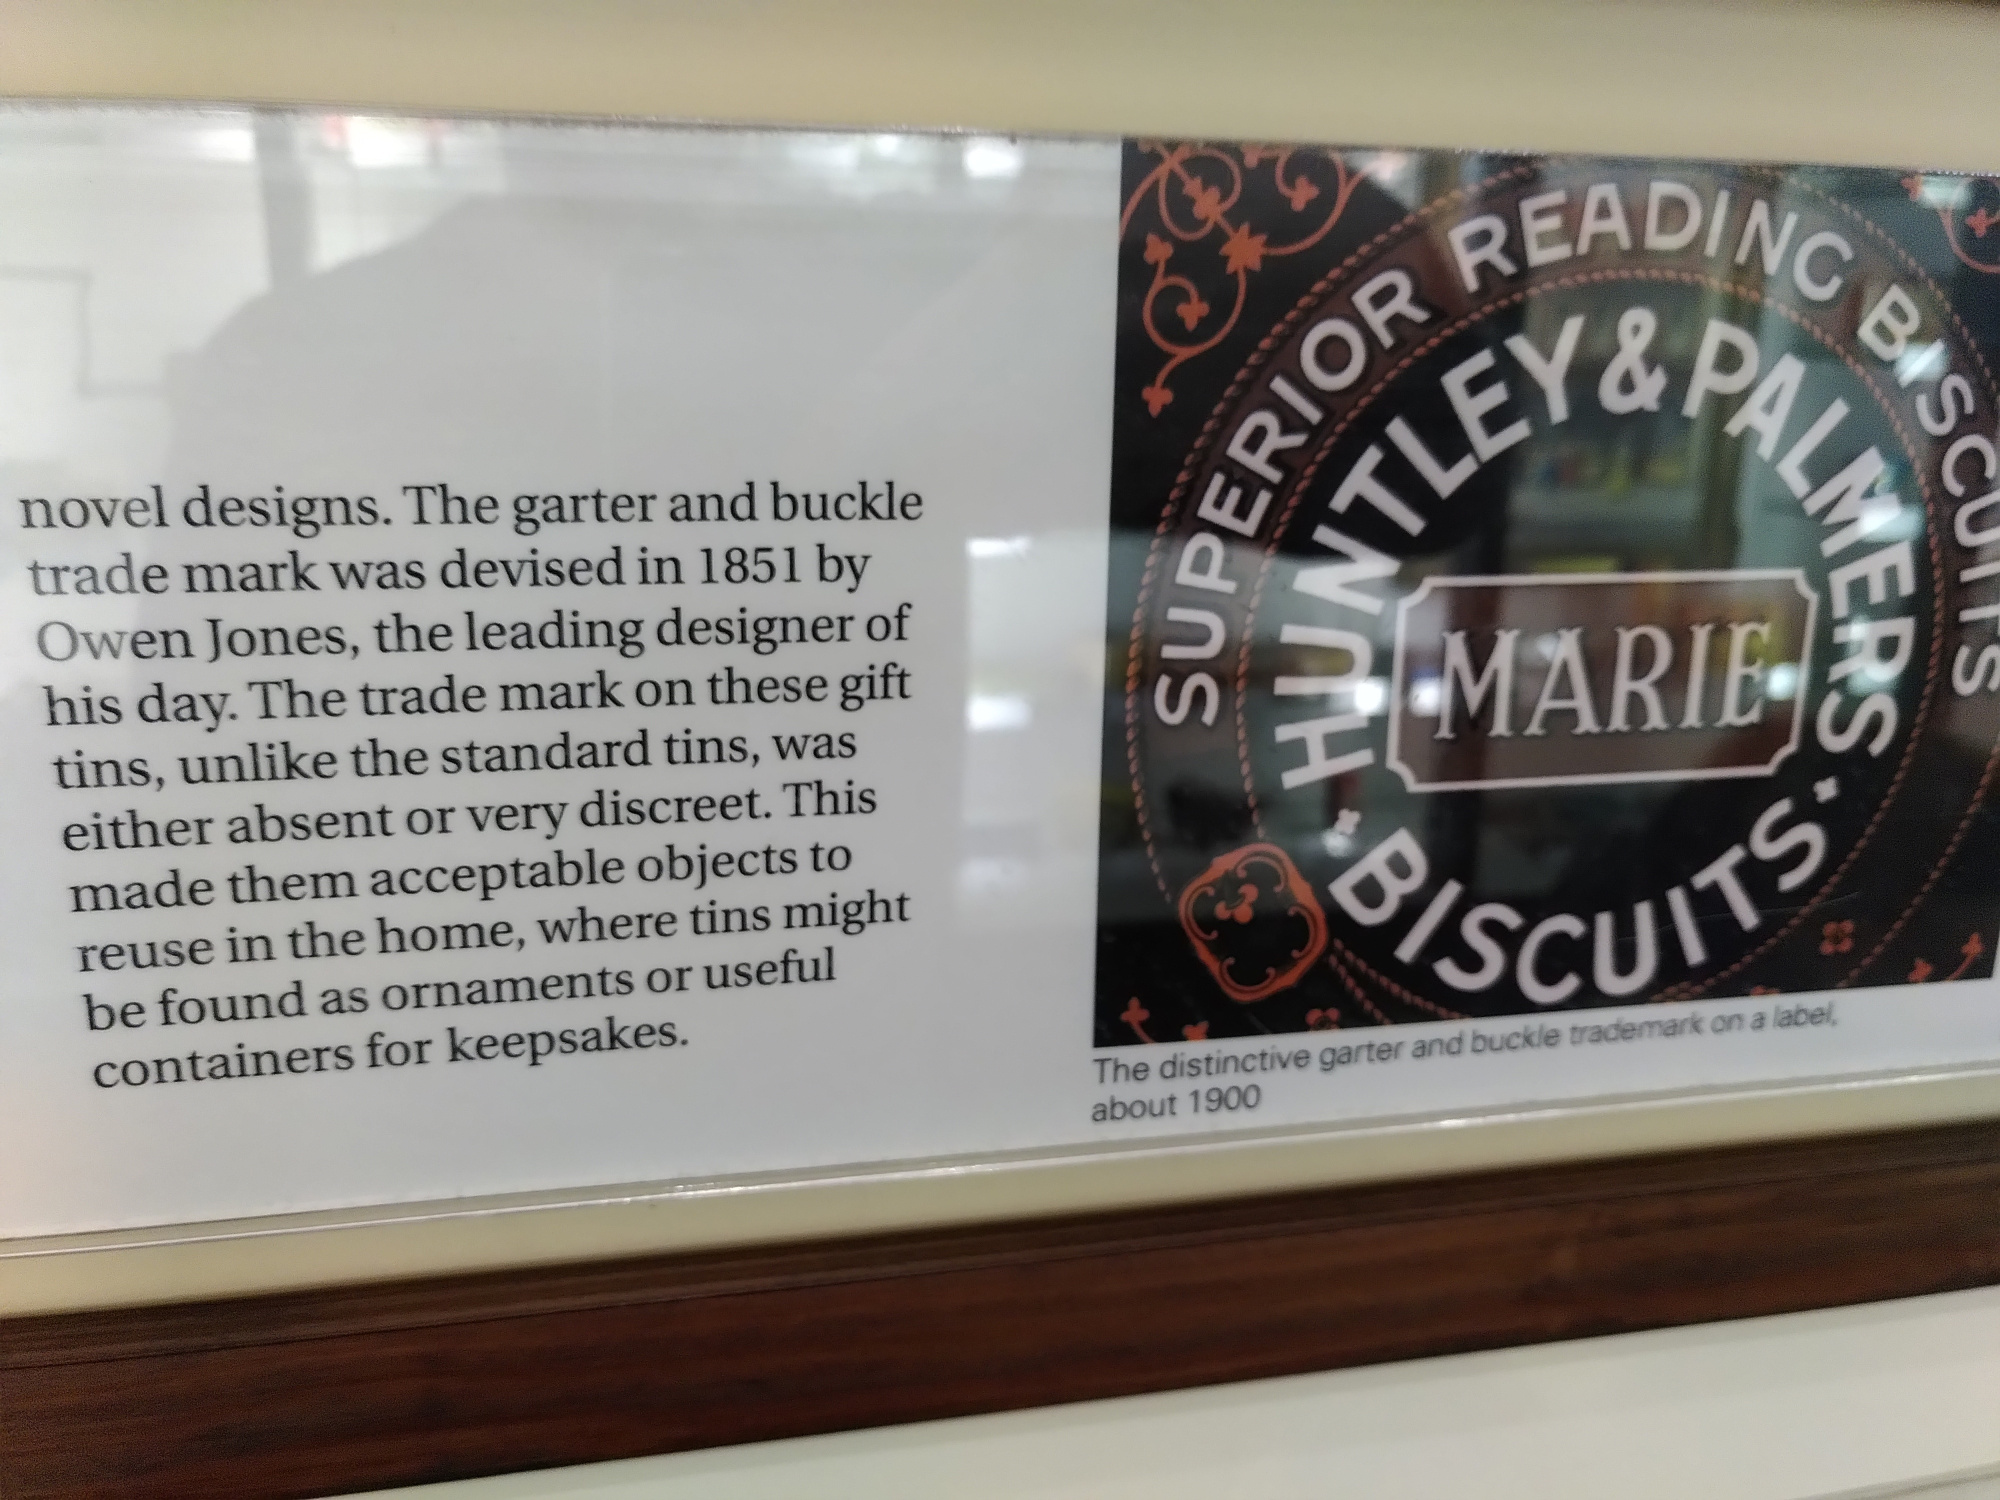 novel designs. The garter and buckle
trade mark was devised in 1851 by
Owen Jones, the leading designer of
his day. The trade mark on these gift
tins, unlike the standard tins, was
either absent or very discreet. This
made them acceptable objects to
reuse in the home, where tins might
be found as ornaments or useful
containers for keepsakes.
SUPERIOR READING BISCUITS
HUNTLEY & PALMERS
MARIE
BISCUITS
The distinctive garter and buckle trademark on a label,
about 1900